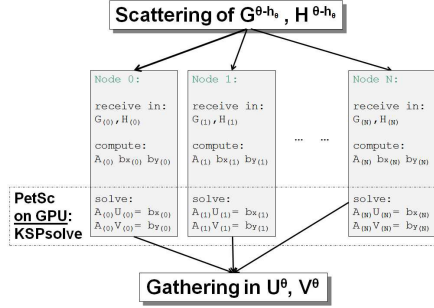 Scattering of G^θ-hθ, H^θ-hθ
Node 0:
receive in:
G(0),H(0)
compute:
A(0) bx(0) by(0)
solve:
A(0)U(0)= bx(0)
A(0)V(0)= by(0)
Node 1:
receive in:
G(1),H(1)
compute:
A(1) bx(1) by(1)
solve:
A(1)U(1)= bx(1)
A(1)V(1)= by(1)
... ...
Node N:
receive in:
G(N),H(N)
compute:
A(N) bx(N) by(N)
solve:
A(N)U(N)= bx(N)
A(N)V(N)= by(N)
PetSc
on GPU:
KSPsolve
Gathering in U^θ, V^θ